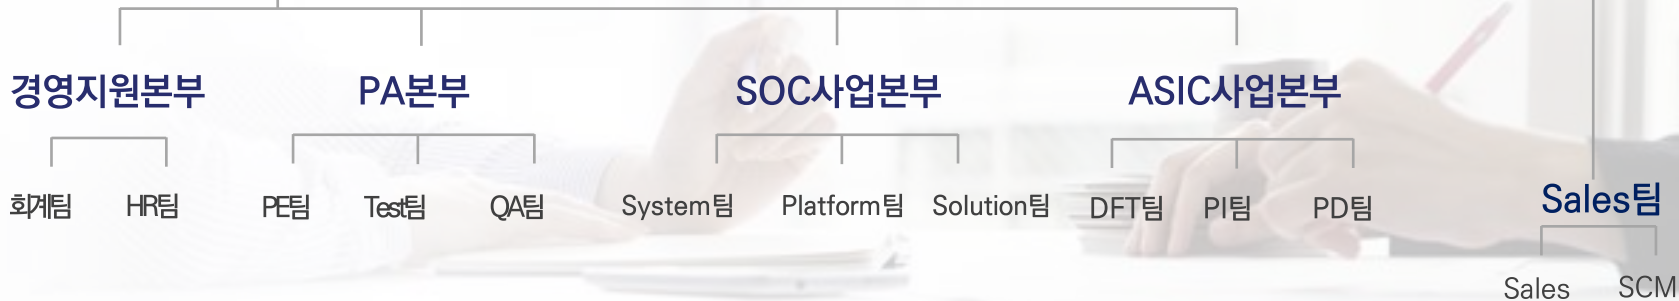 경영지원본부 PA본부 SOC사업본부 ASIC사업본부
회계팀 HR팀 PE팀 Test팀 QA팀 System팀 Platform팀 Solution팀 DFT팀 PI팀 PD팀 Sales팀
Sales SCM